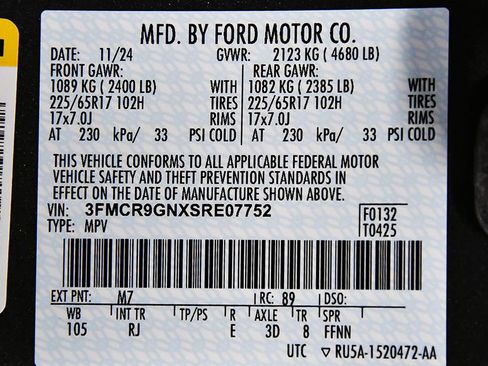 MFD. BY FORD MOTOR CO.
DATE: 11/24 GVWR: 2123 KG ( 4680 LB)
FRONT GAWR: REAR GAWR:
1089 KG ( 2400 LB) WITH 1082 KG ( 2385 LB) WITH
225/65R17 102H TIRES 225/65R17 102H TIRES
17x7.0J RIMS 17x7.0J RIMS
AT 230 kPa/ 33 PSI COLD AT 230 kPa/ 33 PSI COLD
THIS VEHICLE CONFORMS TO ALL APPLICABLE FEDERAL MOTOR
VEHICLE SAFETY AND THEFT PREVENTION STANDARDS IN
EFFECT ON THE DATE OF MANUFACTURE SHOWN ABOVE.
VIN: 3FMCR9GNXSRE07752 F0132
TYPE: MPV T0425
EXT PNT: M7 RC: 89 DSO:
WB INT TR TP/PS R AXLE TR SPR
105 RJ E 3D 8 FFNN
UTC ▽ RU5A-1520472-AA